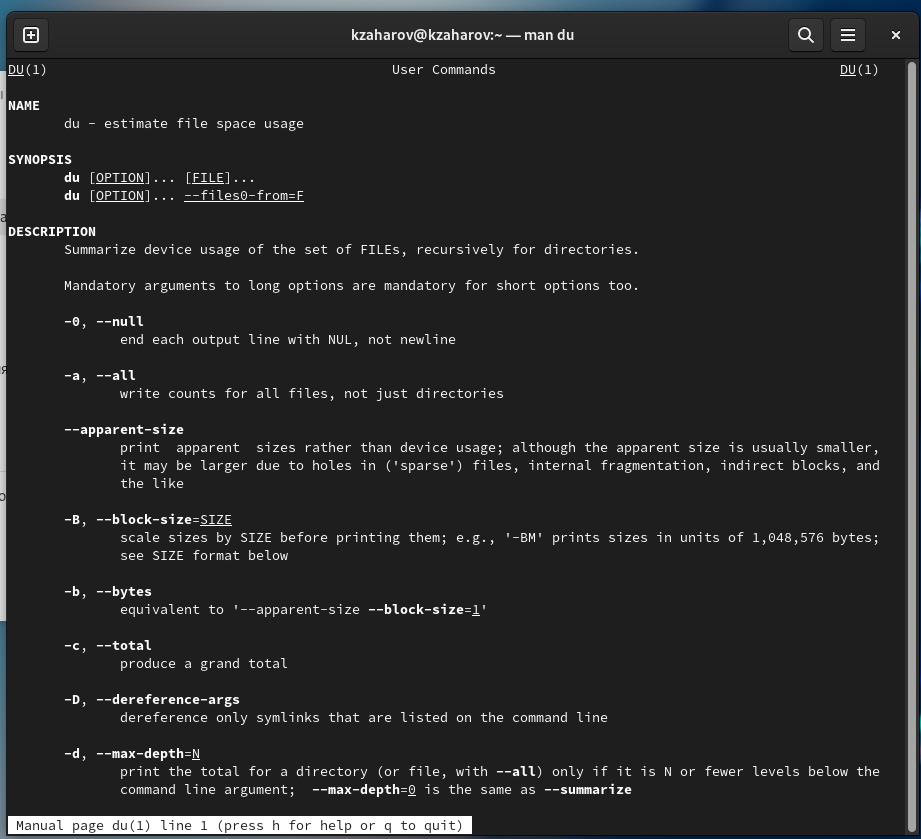 kzaharov@kzaharov:~ — man du
DU(1) User Commands DU(1)
NAME
du - estimate file space usage
SYNOPSIS
du [OPTION]... [FILE]...
du [OPTION]... --files0-from=F
DESCRIPTION
Summarize device usage of the set of FILEs, recursively for directories.
Mandatory arguments to long options are mandatory for short options too.
-0, --null
end each output line with NUL, not newline
-a, --all
write counts for all files, not just directories
--apparent-size
print  apparent  sizes rather than device usage; although the apparent size is usually smaller,
it may be larger due to holes in ('sparse') files, internal fragmentation, indirect blocks, and
the like
-B, --block-size=SIZE
scale sizes by SIZE before printing them; e.g., '-BM' prints sizes in units of 1,048,576 bytes;
see SIZE format below
-b, --bytes
equivalent to '--apparent-size --block-size=1'
-c, --total
produce a grand total
-D, --dereference-args
dereference only symlinks that are listed on the command line
-d, --max-depth=N
print the total for a directory (or file, with --all) only if it is N or fewer levels below the
command line argument;  --max-depth=0 is the same as --summarize
Manual page du(1) line 1 (press h for help or q to quit)